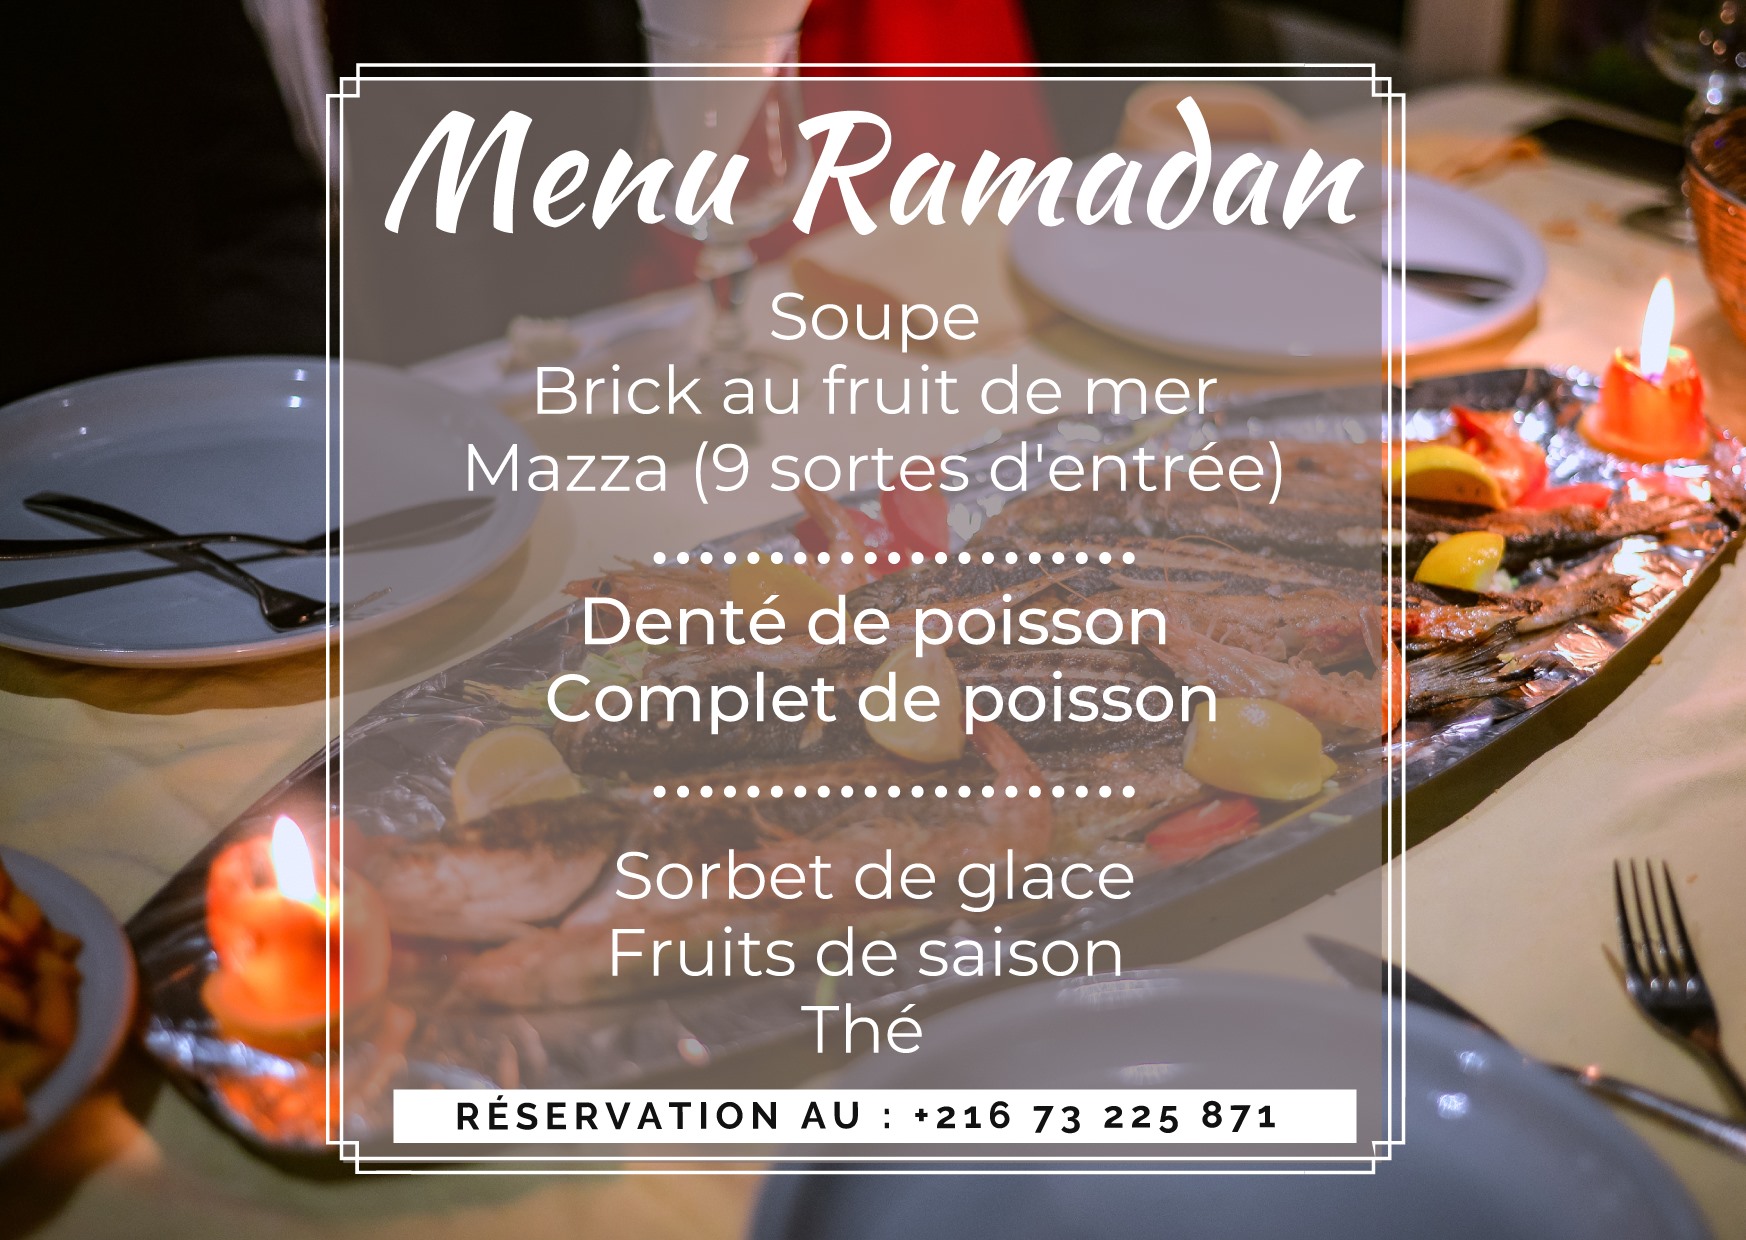 Menu Ramadan
Soupe
Brick au fruit de mer
Mazza (9 sortes d'entrée)
Denté de poisson
Complet de poisson
Sorbet de glace
Fruits de saison
Thé
RÉSERVATION AU : +216 73 225 871